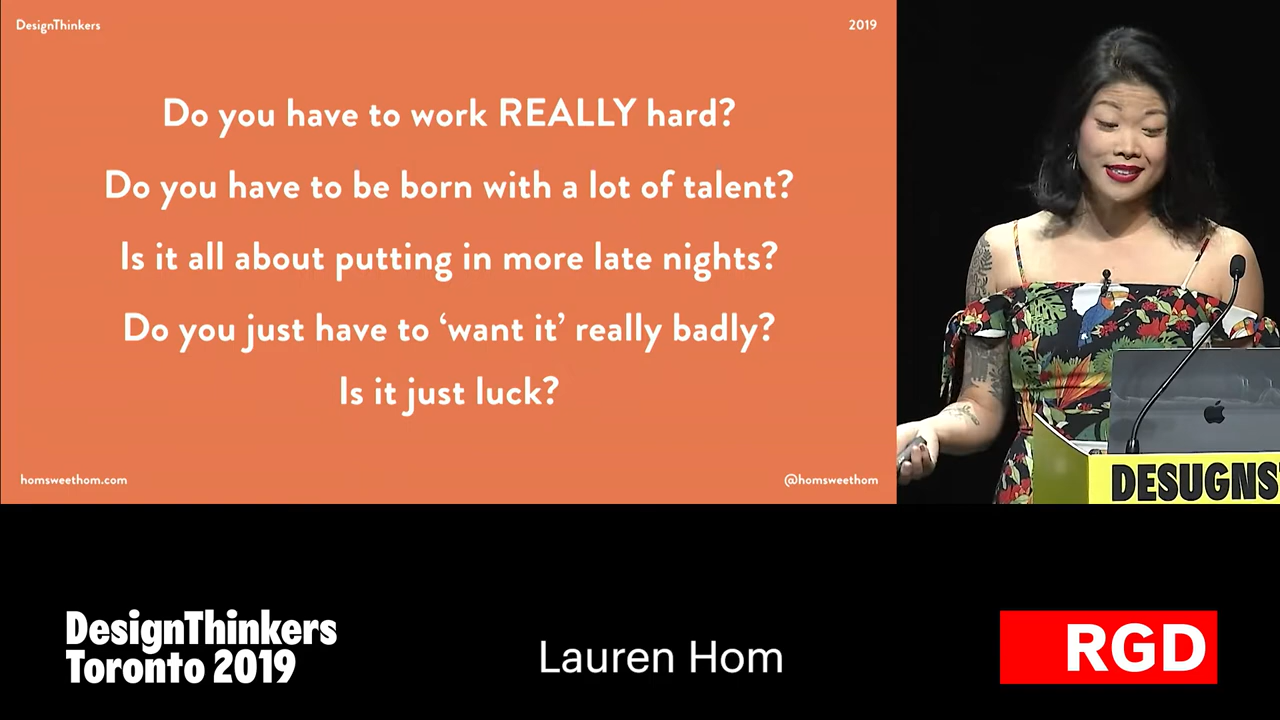 DesignThinkers
2019
Do you have to work REALLY hard?
Do you have to be born with a lot of talent?
Is it all about putting in more late nights?
Do you just have to ‘want it’ really badly?
Is it just luck?
homsweethom.com
@homsweethom
DESUGNS
DesignThinkers
Toronto 2019
Lauren Hom
RGD